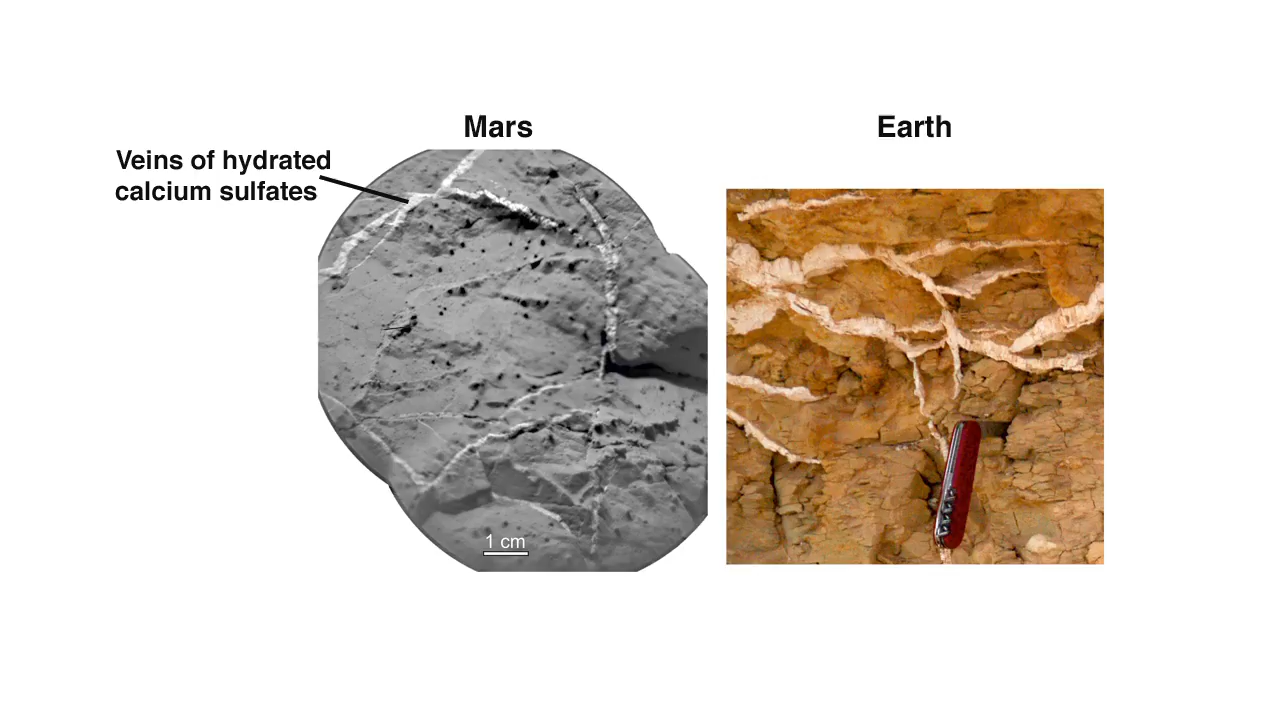 Mars
Earth
Veins of hydrated
calcium sulfates
1 cm